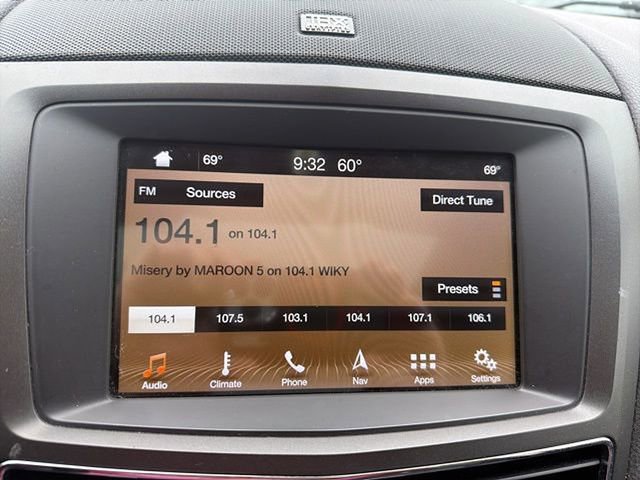 THX
69° 9:32 60° 69°
FM Sources Direct Tune
104.1 on 104.1
Misery by MAROON 5 on 104.1 WIKY
Presets
104.1 107.5 103.1 104.1 107.1 106.1
Audio Climate Phone Nav Apps Settings